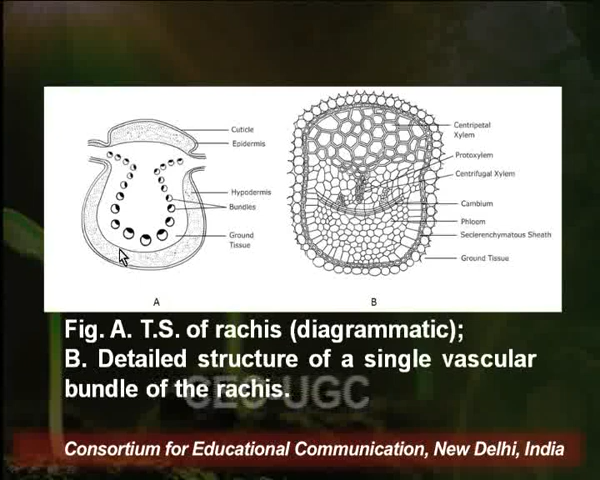 Cuticle
Epidermis
Hypodermis
Bundles
Ground
Tissue
A
Centripetal
Xylem
Protoxylem
Centrifugal Xylem
Cambium
Phloem
Seclerenchymatous Sheath
Ground Tissue
B
Fig. A. T.S. of rachis (diagrammatic);
B. Detailed structure of a single vascular
bundle of the rachis.
CEC-UGC
Consortium for Educational Communication, New Delhi, India